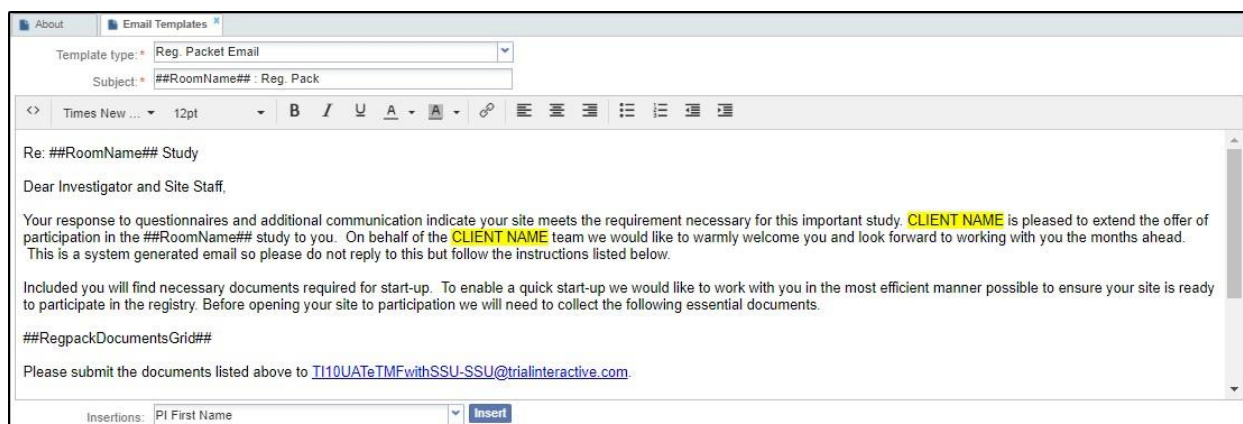 About Email Templates x
Template type:* Reg. Packet Email
Subject:* ##RoomName## : Reg. Pack
<> Times New ... 12pt B I U A A
Re: ##RoomName## Study
Dear Investigator and Site Staff,
Your response to questionnaires and additional communication indicate your site meets the requirement necessary for this important study. CLIENT NAME is pleased to extend the offer of
participation in the ##RoomName## study to you. On behalf of the CLIENT NAME team we would like to warmly welcome you and look forward to working with you the months ahead.
This is a system generated email so please do not reply to this but follow the instructions listed below.
Included you will find necessary documents required for start-up. To enable a quick start-up we would like to work with you in the most efficient manner possible to ensure your site is ready
to participate in the registry. Before opening your site to participation we will need to collect the following essential documents.
##RegpackDocumentsGrid##
Please submit the documents listed above to TI10UATeTMFwithSSU-SSU@trialinteractive.com.
Insertions: PI First Name Insert